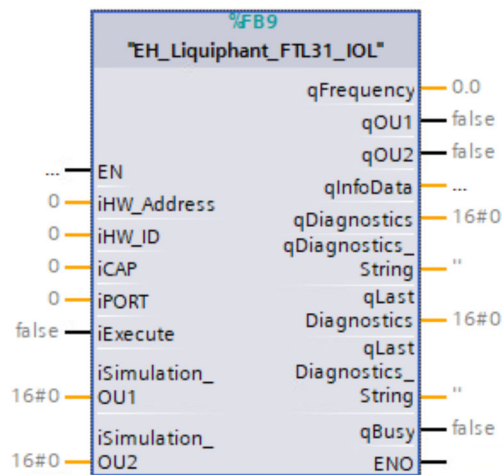 %FB9
"EH_Liquiphant_FTL31_IOL"
qFrequency 0.0
qOU1 false
qOU2 false
... EN
qInfoData ...
0 iHW_Address
qDiagnostics 16#0
0 iHW_ID
qDiagnostics_
String ''
0 iCAP
0 iPORT
qLast
Diagnostics 16#0
false iExecute
qLast
Diagnostics_
String ''
iSimulation_
16#0 OU1
qBusy false
iSimulation_
16#0 OU2
ENO